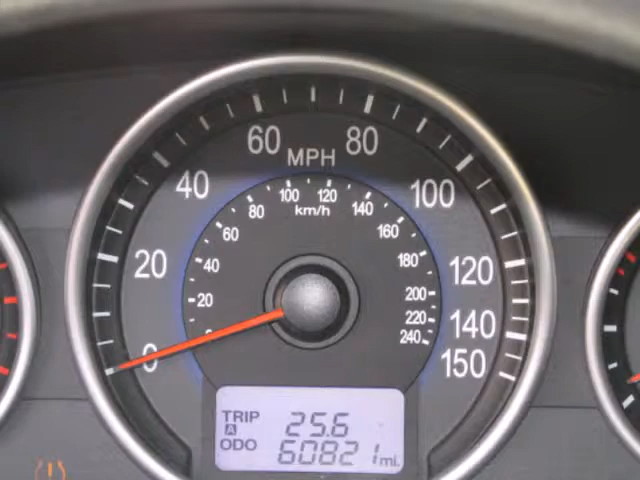 60 80
MPH
40 100
100 120
80 km/h 140
60 160
20 40 180 120
20 200
220 140
0 0 240 150
TRIP A 25.6
ODO 60821 mi.